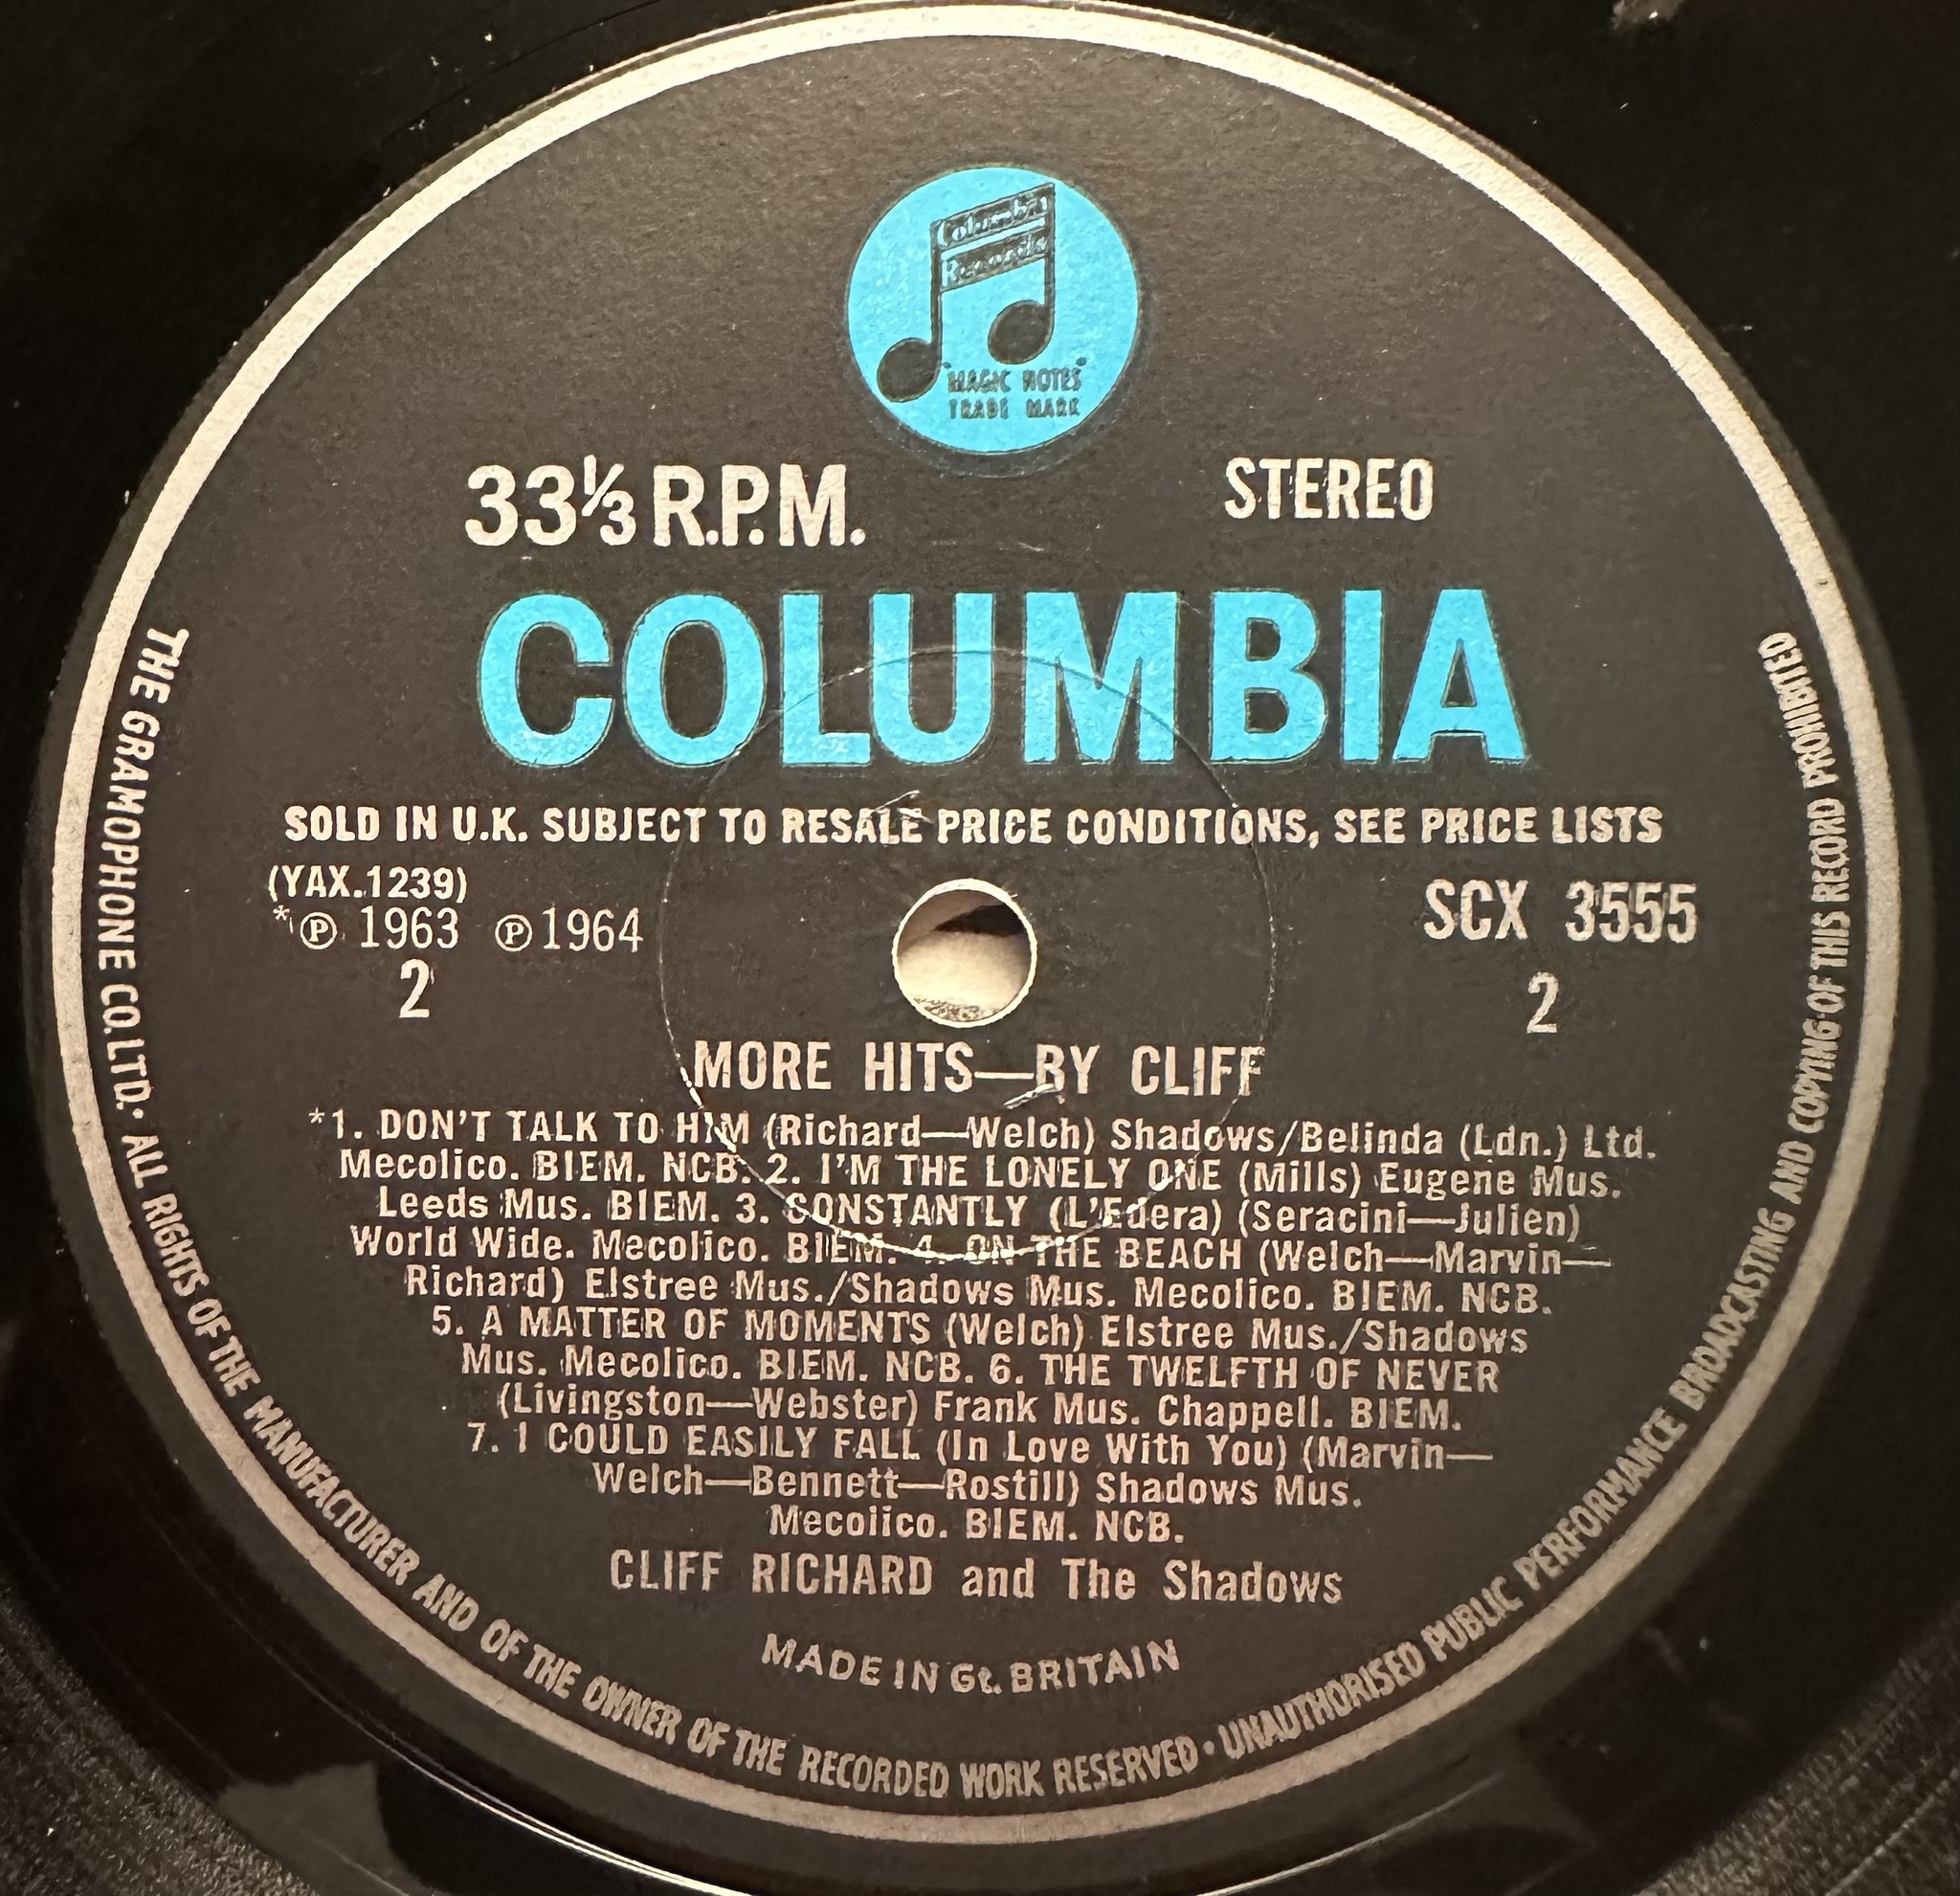 Columbia
Records
"MAGIC NOTES"
TRADE MARK
33⅓ R.P.M.
STEREO
COLUMBIA
SOLD IN U.K. SUBJECT TO RESALE PRICE CONDITIONS, SEE PRICE LISTS
(YAX.1239)
*℗ 1963 ℗ 1964
2
SCX 3555
2
MORE HITS—BY CLIFF
*1. DON'T TALK TO HIM (Richard—Welch) Shadows/Belinda (Ldn.) Ltd.
Mecolico. BIEM. NCB. 2. I'M THE LONELY ONE (Mills) Eugene Mus.
Leeds Mus. BIEM. 3. CONSTANTLY (L'Edera) (Seracini—Julien)
World Wide. Mecolico. BIEM. 4. ON THE BEACH (Welch—Marvin—
Richard) Elstree Mus./Shadows Mus. Mecolico. BIEM. NCB.
5. A MATTER OF MOMENTS (Welch) Elstree Mus./Shadows
Mus. Mecolico. BIEM. NCB. 6. THE TWELFTH OF NEVER
(Livingston—Webster) Frank Mus. Chappell. BIEM.
7. I COULD EASILY FALL (In Love With You) (Marvin—
Welch—Bennett—Rostill) Shadows Mus.
Mecolico. BIEM. NCB.
CLIFF RICHARD and The Shadows
MADE IN Gt. BRITAIN
THE GRAMOPHONE CO. LTD. • ALL RIGHTS OF THE MANUFACTURER AND OF THE OWNER OF THE RECORDED WORK RESERVED • UNAUTHORISED PUBLIC PERFORMANCE BROADCASTING AND COPYING OF THIS RECORD PROHIBITED